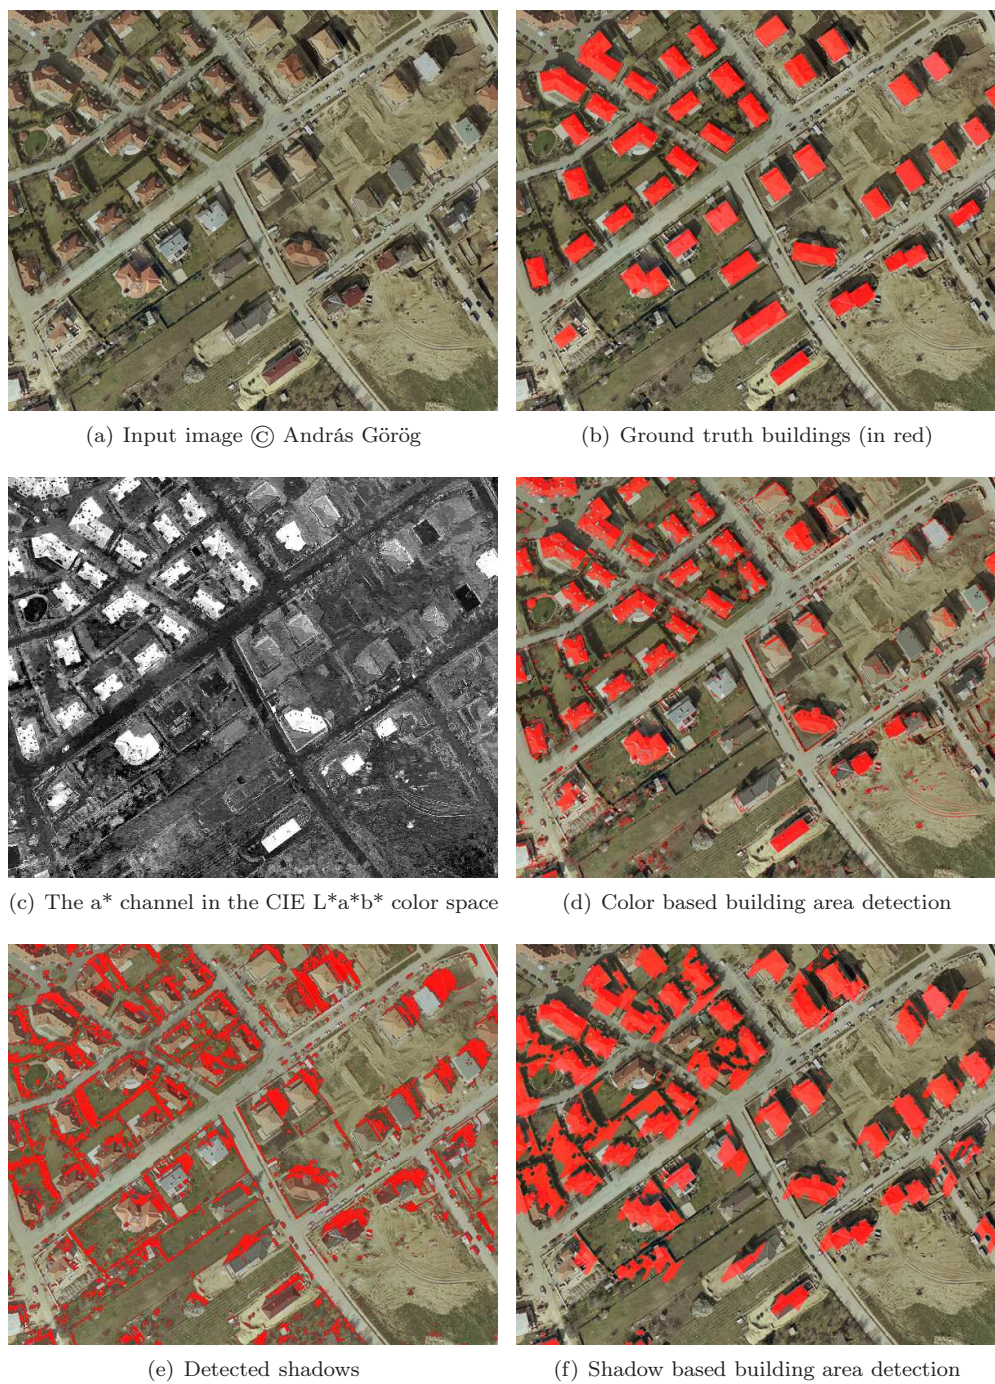 (a) Input image © András Görög
(b) Ground truth buildings (in red)
(c) The a* channel in the CIE L*a*b* color space
(d) Color based building area detection
(e) Detected shadows
(f) Shadow based building area detection